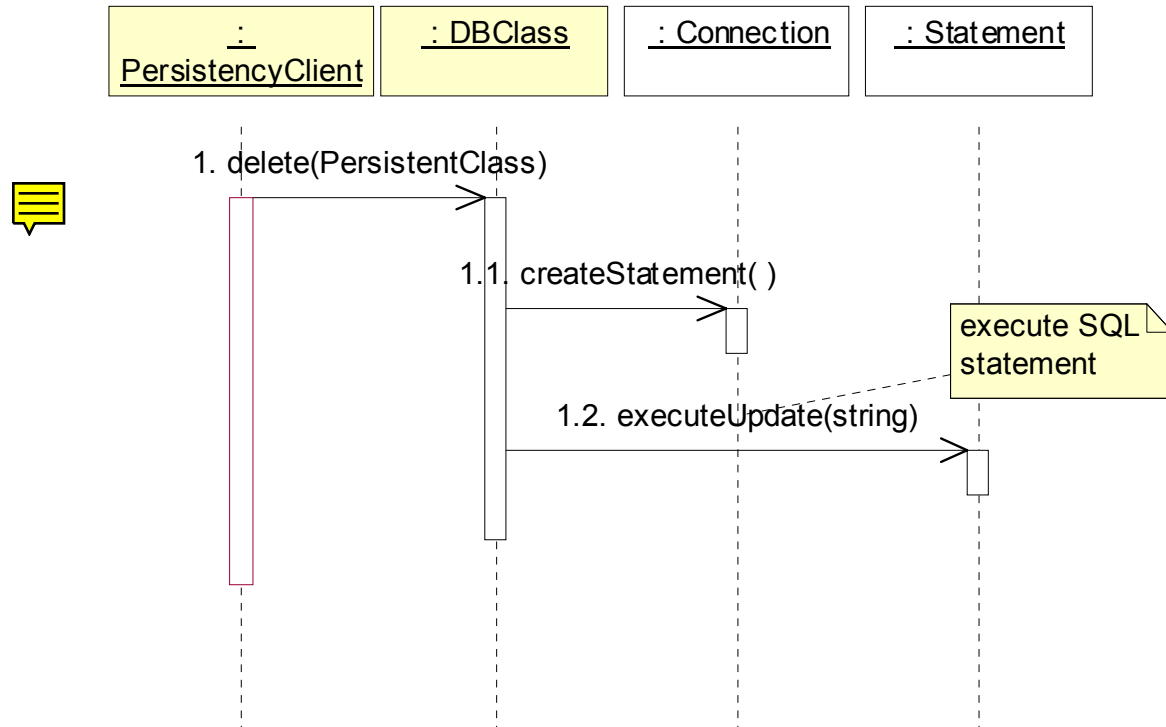 :
PersistencyClient
: DBClass
: Connection
: Statement
1. delete(PersistentClass)
1.1. createStatement( )
execute SQL
statement
1.2. executeUpdate(string)